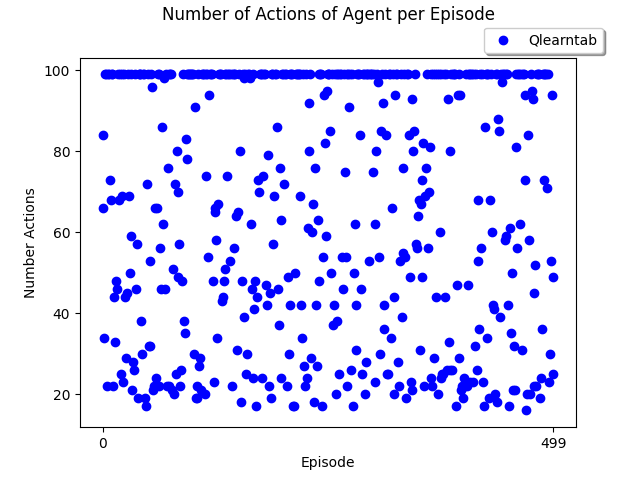 Number of Actions of Agent per Episode
Qlearntab
100
80
60
40
20
Number Actions
0
499
Episode